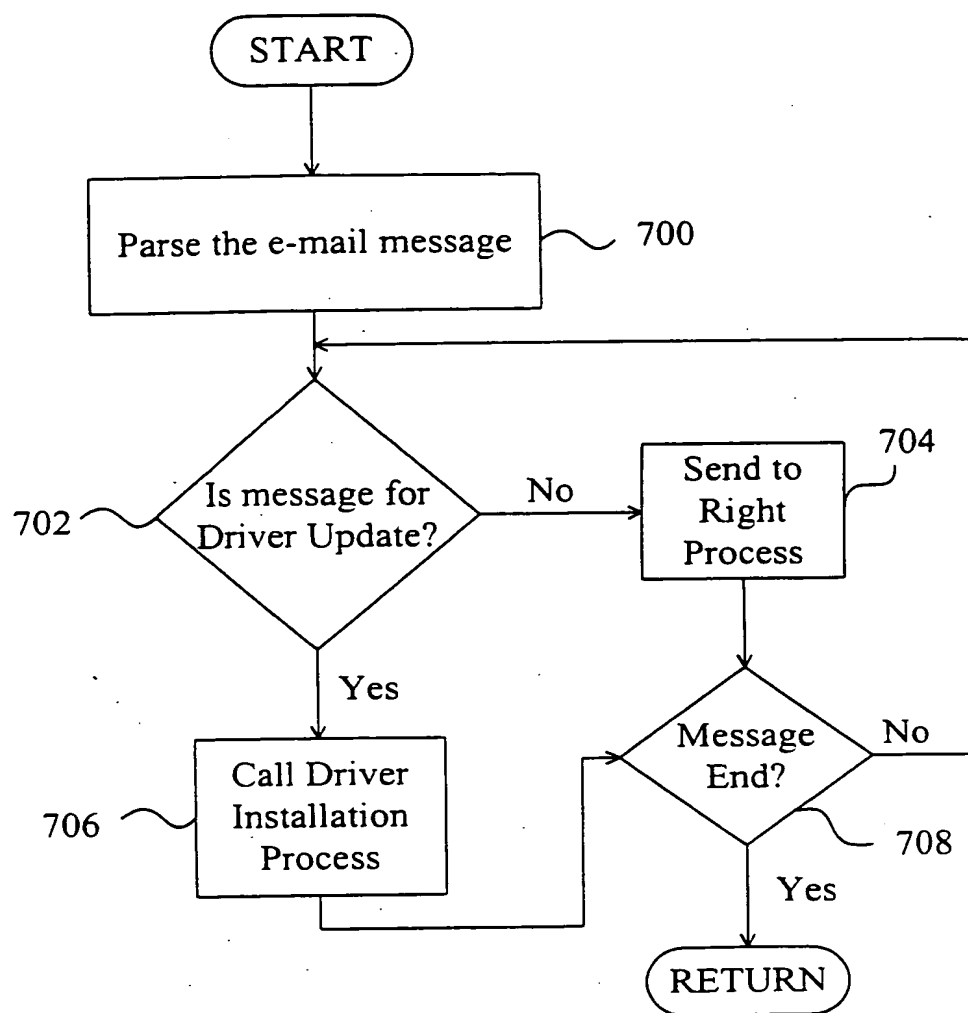 START
Parse the e-mail message
700
Is message for
Driver Update?
702
No
Send to
Right
Process
704
Yes
Call Driver
Installation
Process
706
Message
End?
No
708
Yes
RETURN